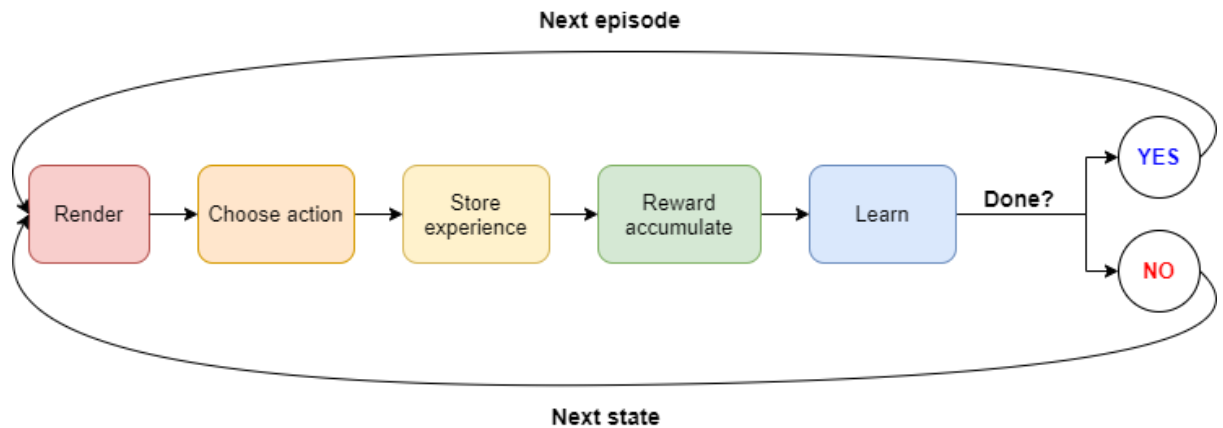 Next episode
Render
Choose action
Store
experience
Reward
accumulate
Learn
Done?
YES
NO
Next state